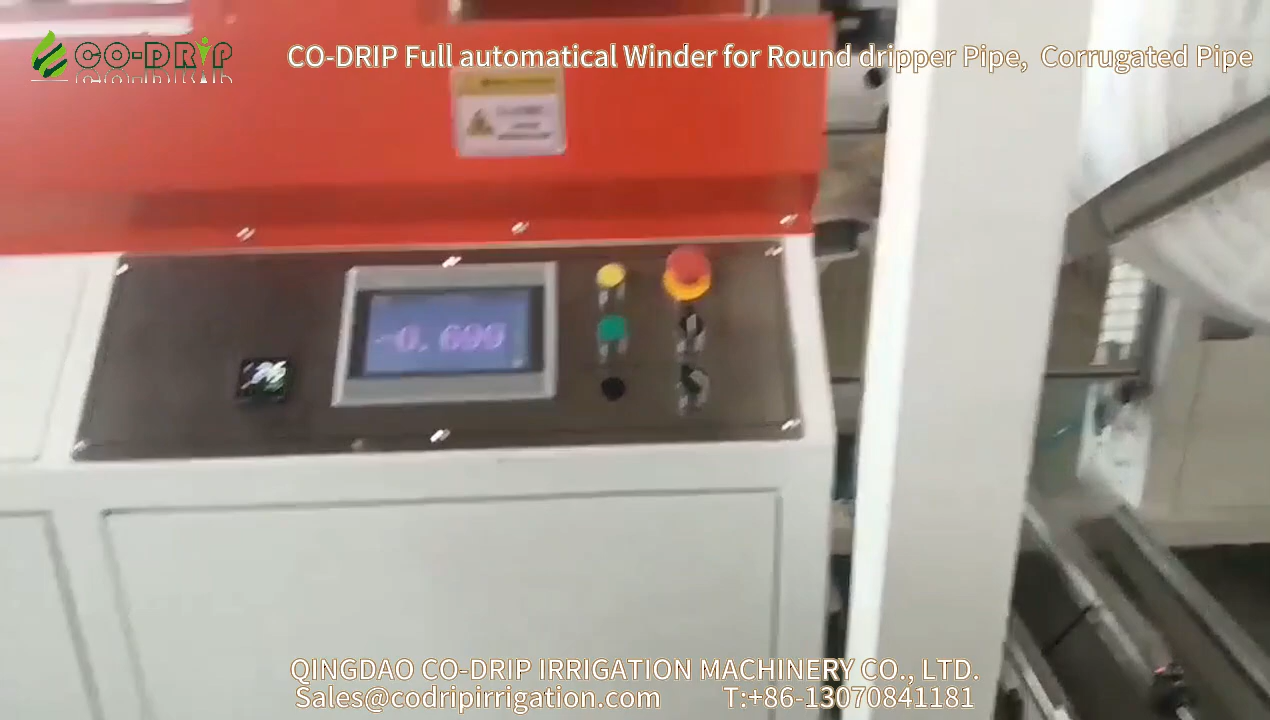 CO-DRIP
CO-DRIP Full automatical Winder for Round dripper Pipe, Corrugated Pipe
-0.699
QINGDAO CO-DRIP IRRIGATION MACHINERY CO., LTD.
Sales@codripirrigation.com T:+86-13070841181